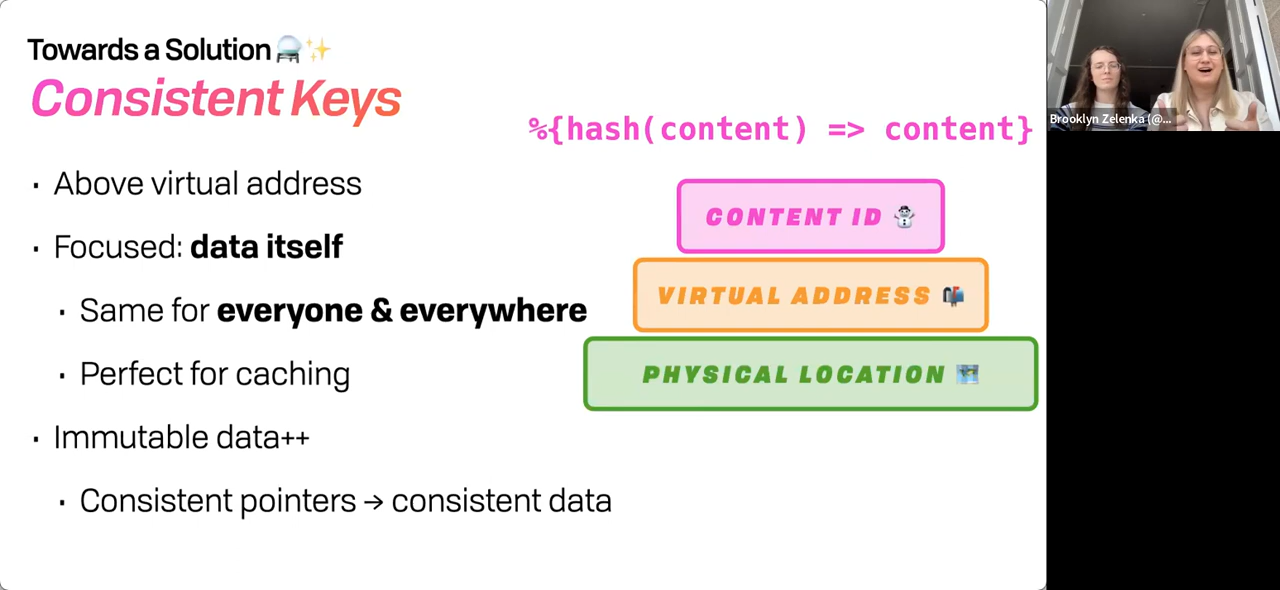 Towards a Solution 🔮✨
Consistent Keys
%{hash(content) => content}
· Above virtual address
· Focused: data itself
· Same for everyone & everywhere
· Perfect for caching
· Immutable data++
· Consistent pointers → consistent data
CONTENT ID ⛄
VIRTUAL ADDRESS 📬
PHYSICAL LOCATION 🗺️
Brooklyn Zelenka (@...